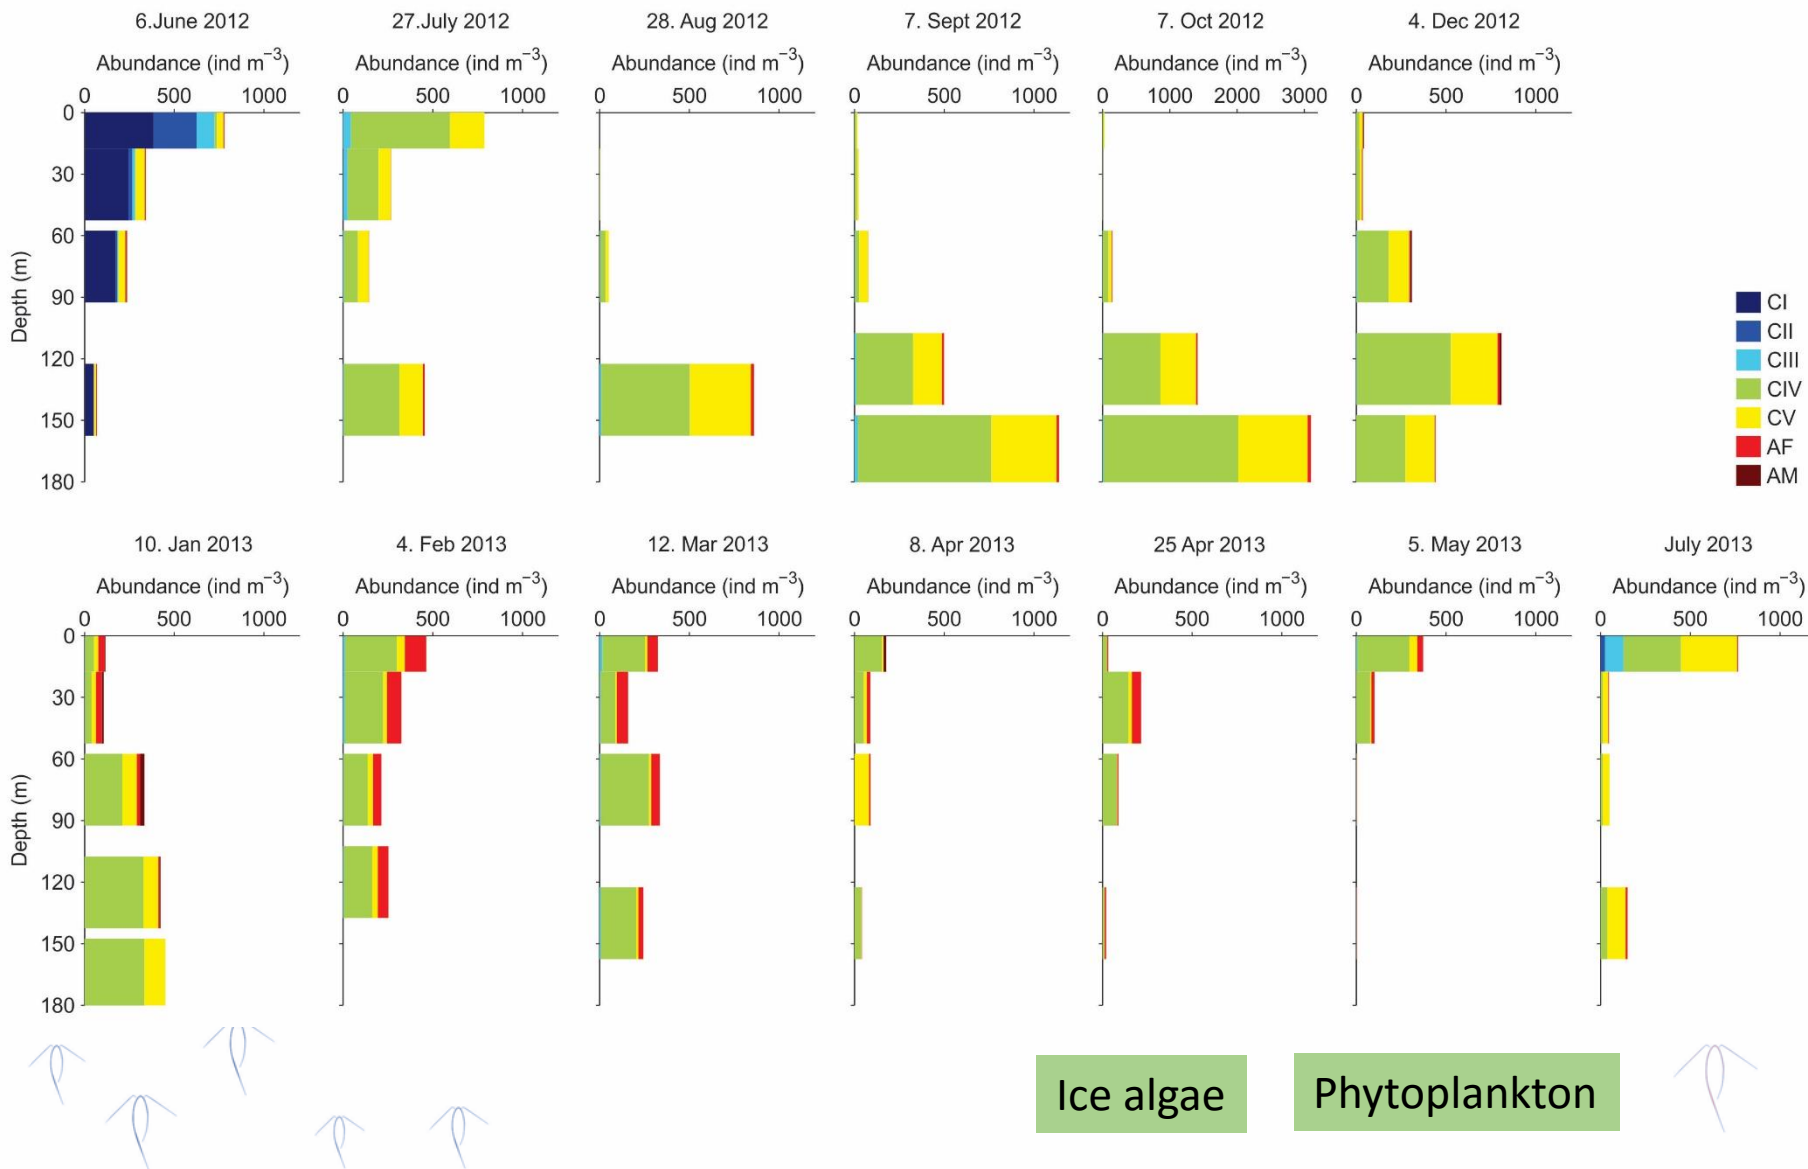 6.June 2012 27.July 2012 28. Aug 2012 7. Sept 2012 7. Oct 2012 4. Dec 2012
Abundance (ind m⁻³) Abundance (ind m⁻³) Abundance (ind m⁻³) Abundance (ind m⁻³) Abundance (ind m⁻³) Abundance (ind m⁻³)
0 500 1000 0 500 1000 0 500 1000 0 500 1000 0 1000 2000 3000 0 500 1000
0
30
60
90
120
150
180
Depth (m)
CI
CII
CIII
CIV
CV
AF
AM
10. Jan 2013 4. Feb 2013 12. Mar 2013 8. Apr 2013 25 Apr 2013 5. May 2013 July 2013
Abundance (ind m⁻³) Abundance (ind m⁻³) Abundance (ind m⁻³) Abundance (ind m⁻³) Abundance (ind m⁻³) Abundance (ind m⁻³) Abundance (ind m⁻³)
0 500 1000 0 500 1000 0 500 1000 0 500 1000 0 500 1000 0 500 1000 0 500 1000
0
30
60
90
120
150
180
Depth (m)
Ice algae
Phytoplankton